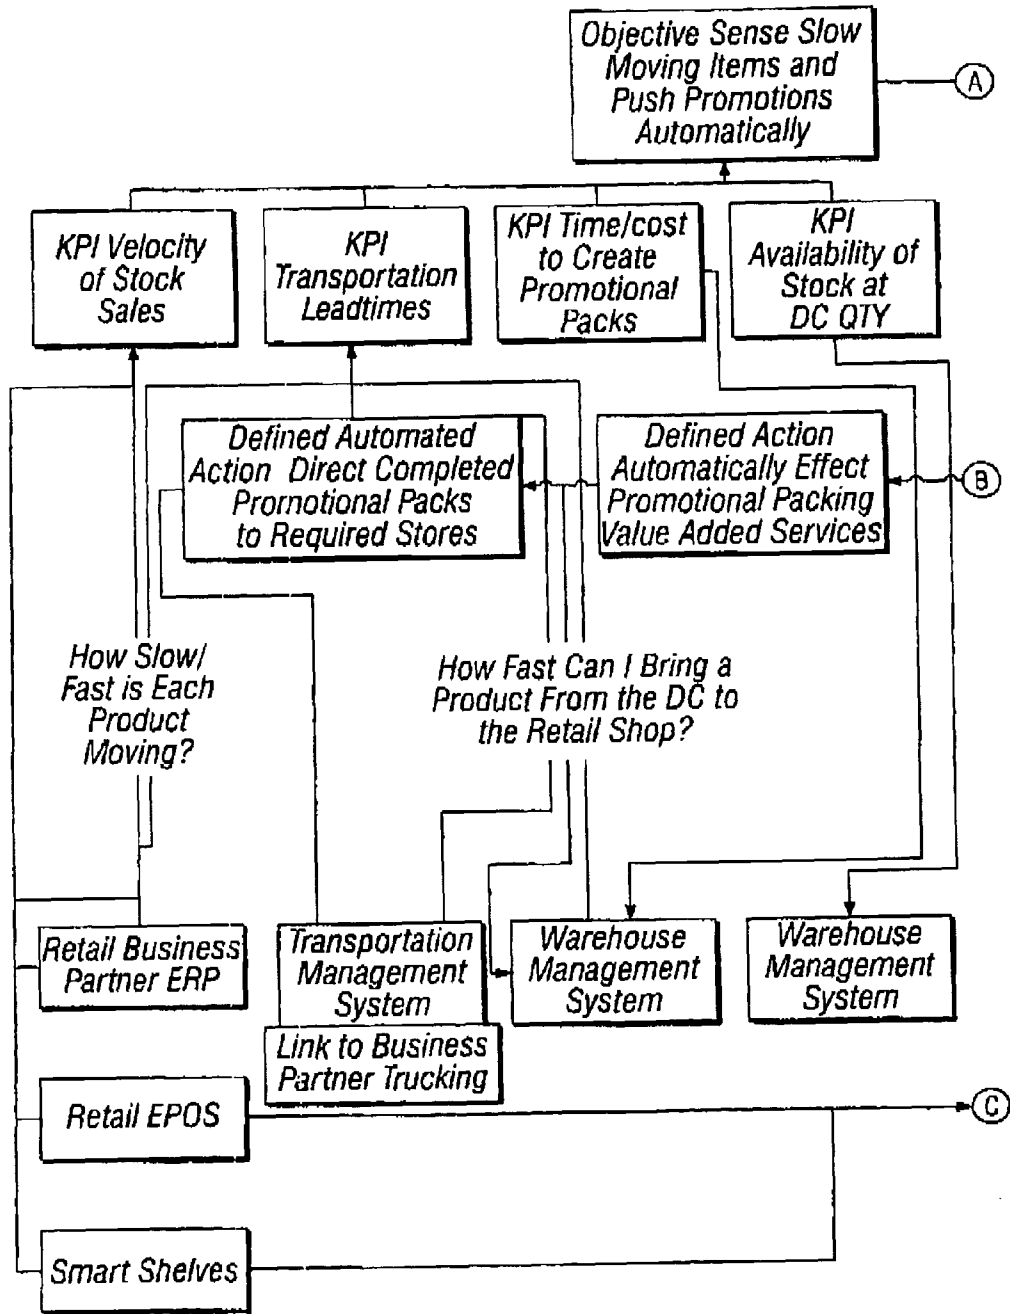 Objective Sense Slow
Moving Items and
Push Promotions
Automatically
A
KPI Velocity
of Stock
Sales
KPI
Transportation
Leadtimes
KPI Time/cost
to Create
Promotional
Packs
KPI
Availability of
Stock at
DC QTY
Defined Automated
Action Direct Completed
Promotional Packs
to Required Stores
Defined Action
Automatically Effect
Promotional Packing
Value Added Services
B
How Slow/
Fast is Each
Product
Moving?
How Fast Can I Bring a
Product From the DC to
the Retail Shop?
Retail Business
Partner ERP
Transportation
Management
System
Link to Business
Partner Trucking
Warehouse
Management
System
Warehouse
Management
System
Retail EPOS
C
Smart Shelves